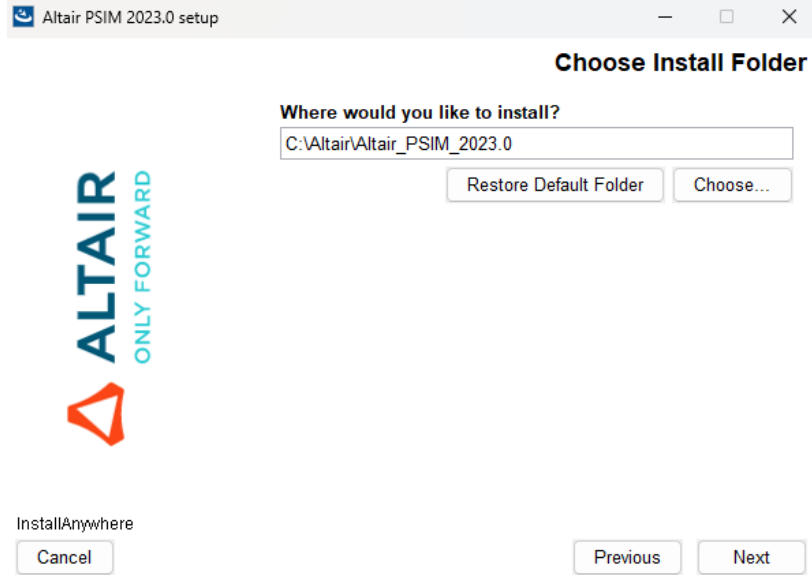 Altair PSIM 2023.0 setup
Choose Install Folder
Where would you like to install?
C:\Altair\Altair_PSIM_2023.0
Restore Default Folder
Choose...
ALTAIR
ONLY FORWARD
InstallAnywhere
Cancel
Previous
Next